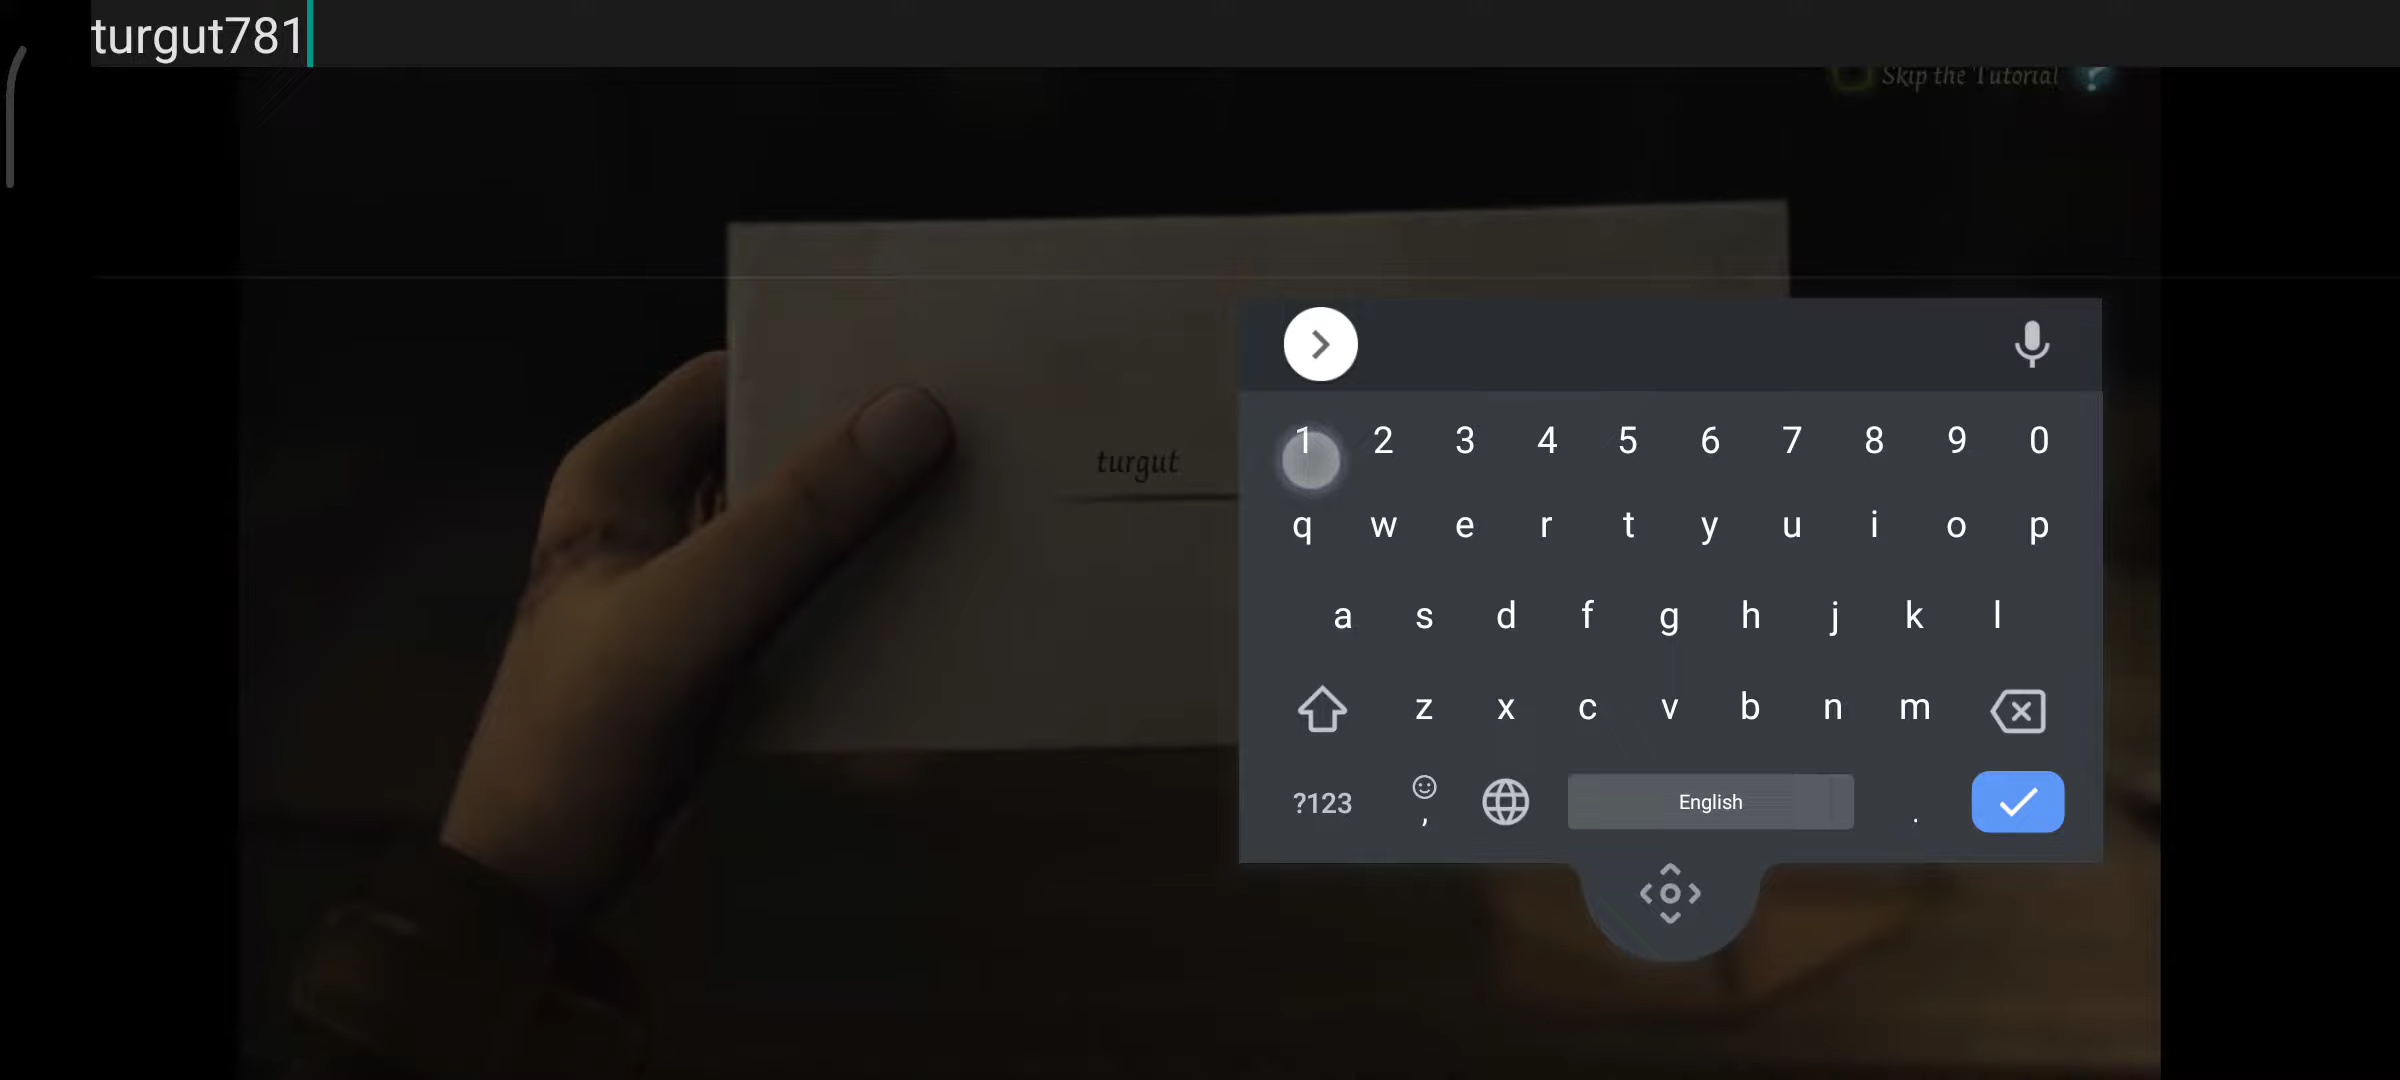 turgut781
Skip the Tutorial ?
turgut
1 2 3 4 5 6 7 8 9 0
q w e r t y u i o p
a s d f g h j k l
z x c v b n m
?123 , English .